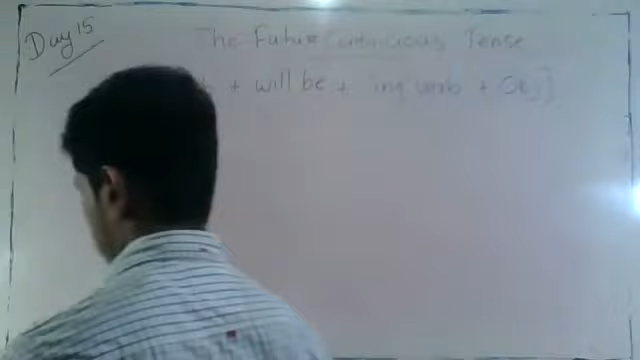 Day 15
The Future Continuous Tense
+ will be + ing verb + Obj]